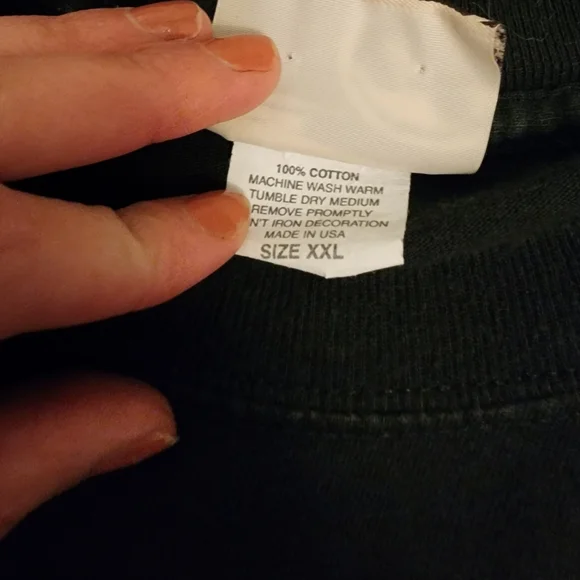 100% COTTON
MACHINE WASH WARM
TUMBLE DRY MEDIUM
REMOVE PROMPTLY
N'T IRON DECORATION
MADE IN USA
SIZE XXL